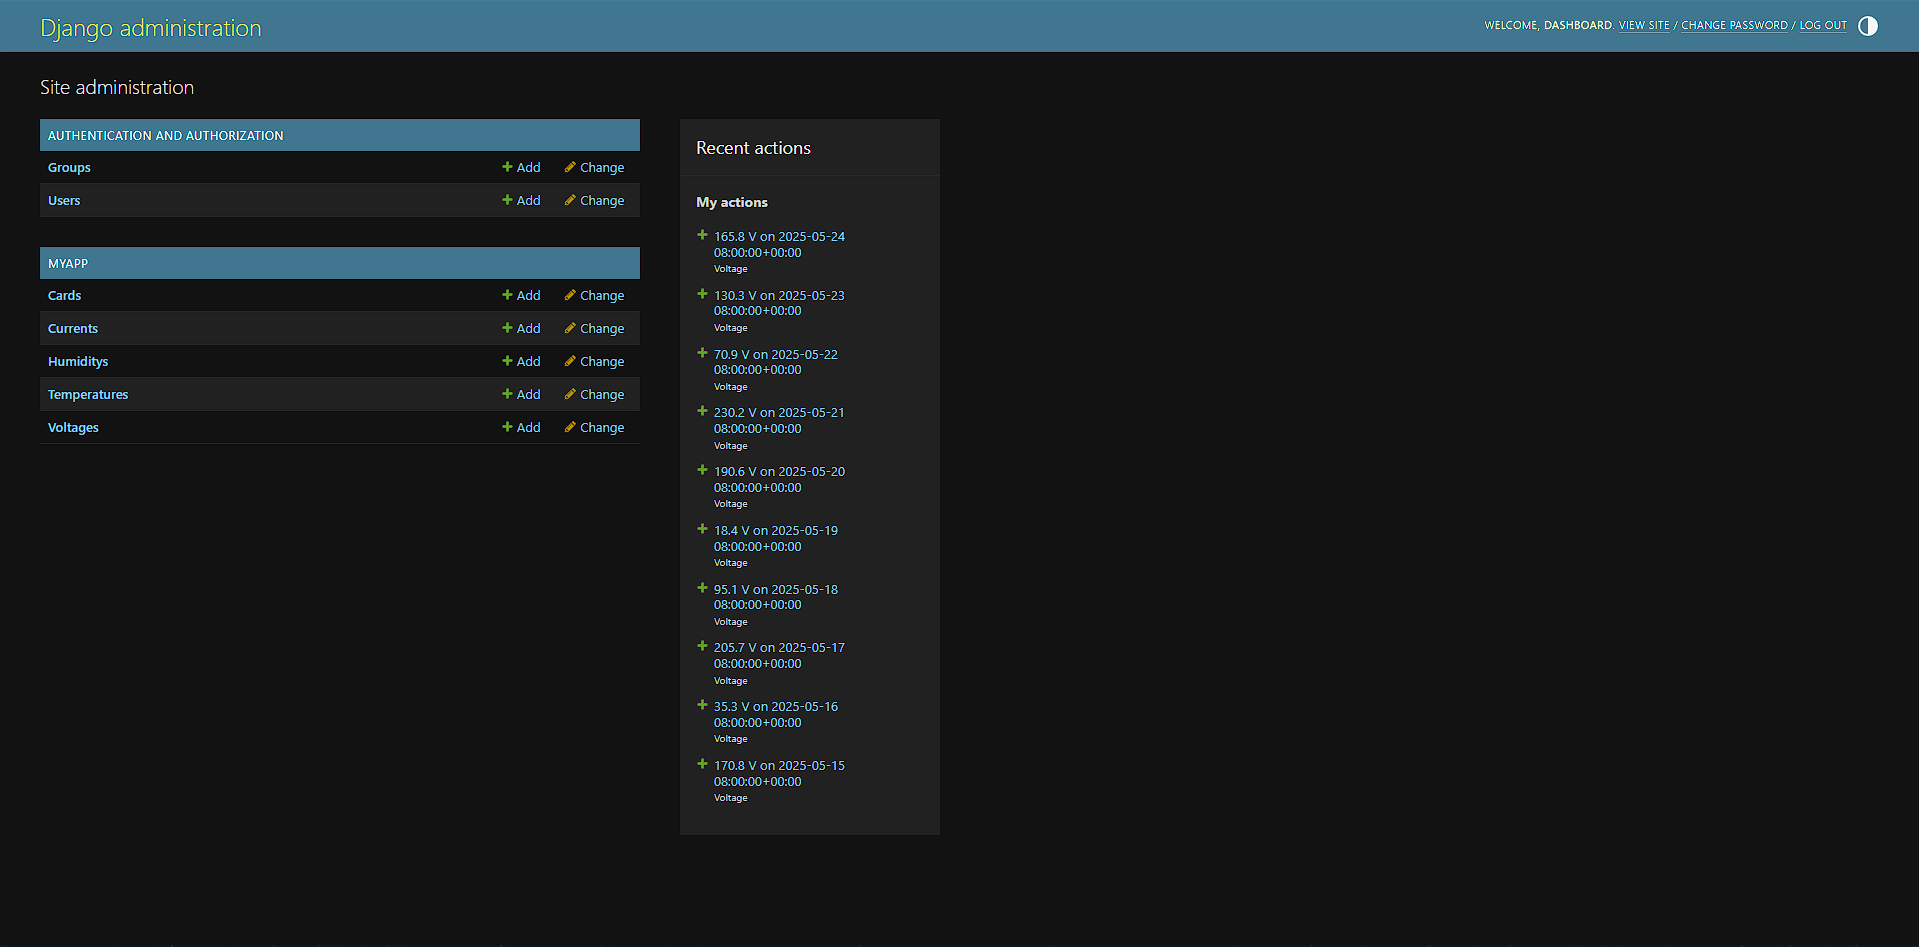 Django administration
WELCOME, DASHBOARD. VIEW SITE / CHANGE PASSWORD / LOG OUT
Site administration
AUTHENTICATION AND AUTHORIZATION
Groups Add Change
Users Add Change
MYAPP
Cards Add Change
Currents Add Change
Humiditys Add Change
Temperatures Add Change
Voltages Add Change
Recent actions
My actions
165.8 V on 2025-05-24
08:00:00+00:00
Voltage
130.3 V on 2025-05-23
08:00:00+00:00
Voltage
70.9 V on 2025-05-22
08:00:00+00:00
Voltage
230.2 V on 2025-05-21
08:00:00+00:00
Voltage
190.6 V on 2025-05-20
08:00:00+00:00
Voltage
18.4 V on 2025-05-19
08:00:00+00:00
Voltage
95.1 V on 2025-05-18
08:00:00+00:00
Voltage
205.7 V on 2025-05-17
08:00:00+00:00
Voltage
35.3 V on 2025-05-16
08:00:00+00:00
Voltage
170.8 V on 2025-05-15
08:00:00+00:00
Voltage